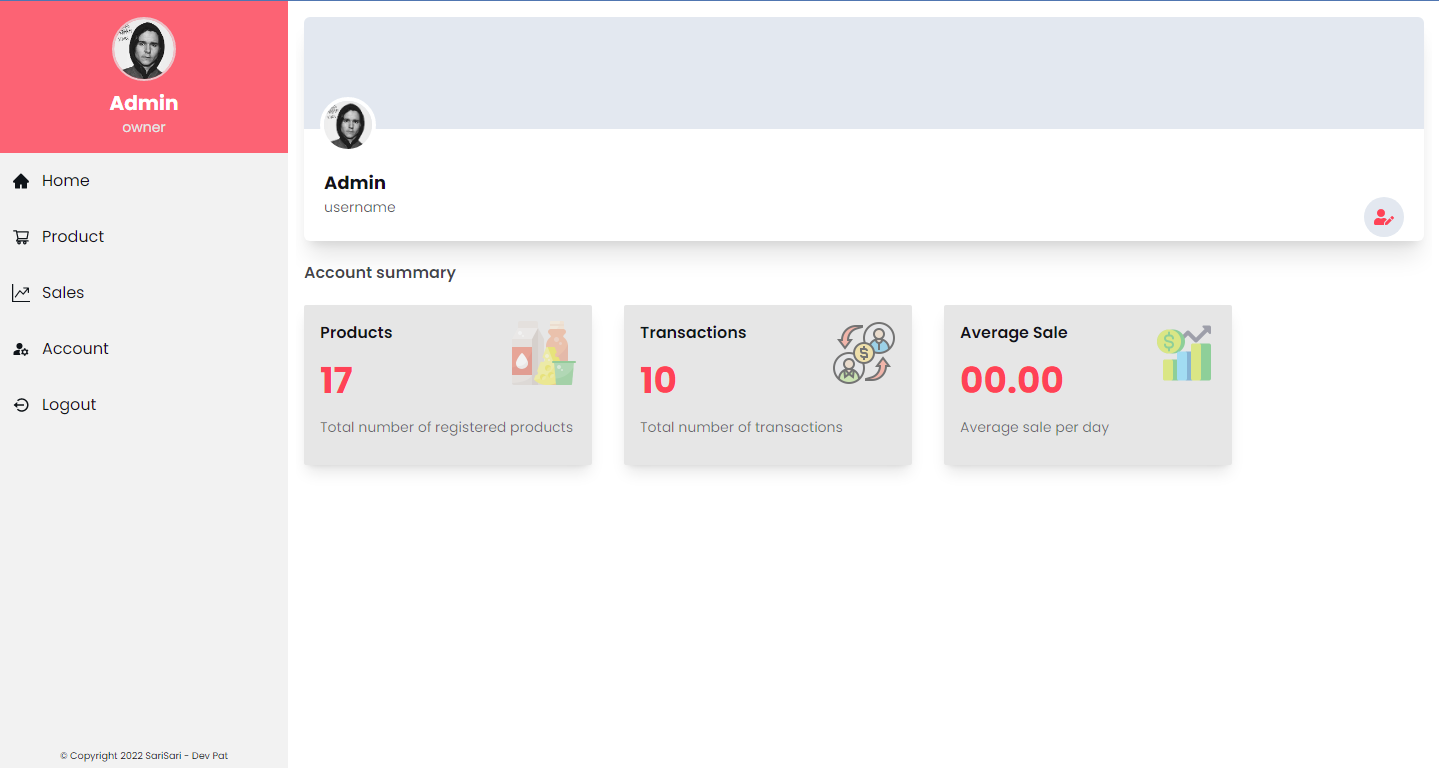 Admin
owner
Home
Product
Sales
Account
Logout
© Copyright 2022 SariSari - Dev Pat
Admin
username
Account summary
Products
17
Total number of registered products
Transactions
10
Total number of transactions
Average Sale
00.00
Average sale per day